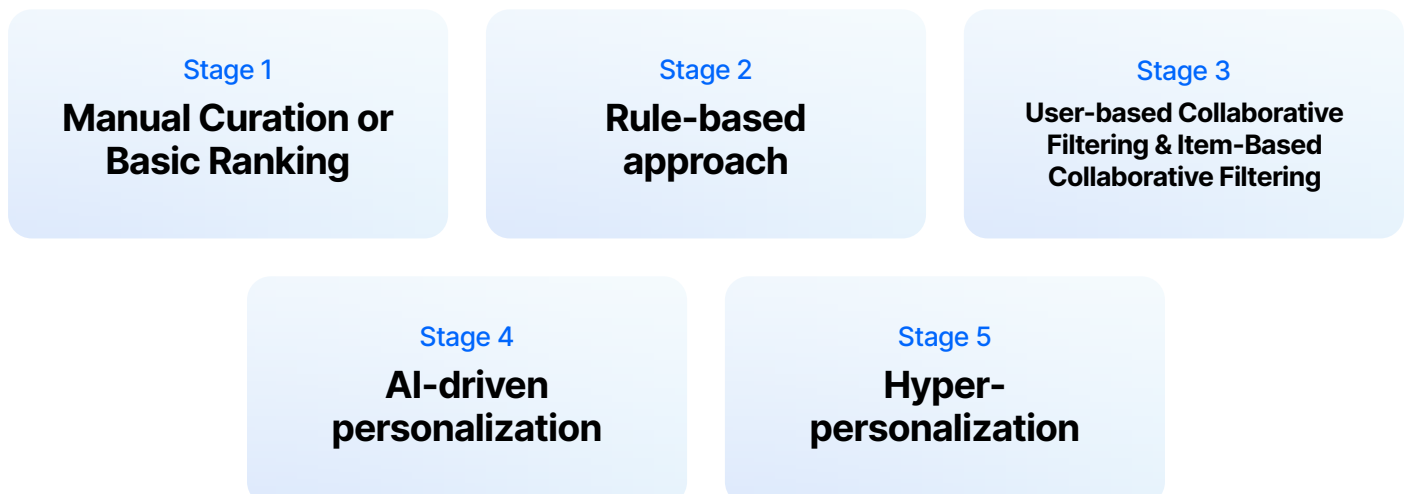 Stage 1
Manual Curation or
Basic Ranking
Stage 2
Rule-based
approach
Stage 3
User-based Collaborative
Filtering & Item-Based
Collaborative Filtering
Stage 4
AI-driven
personalization
Stage 5
Hyper-
personalization